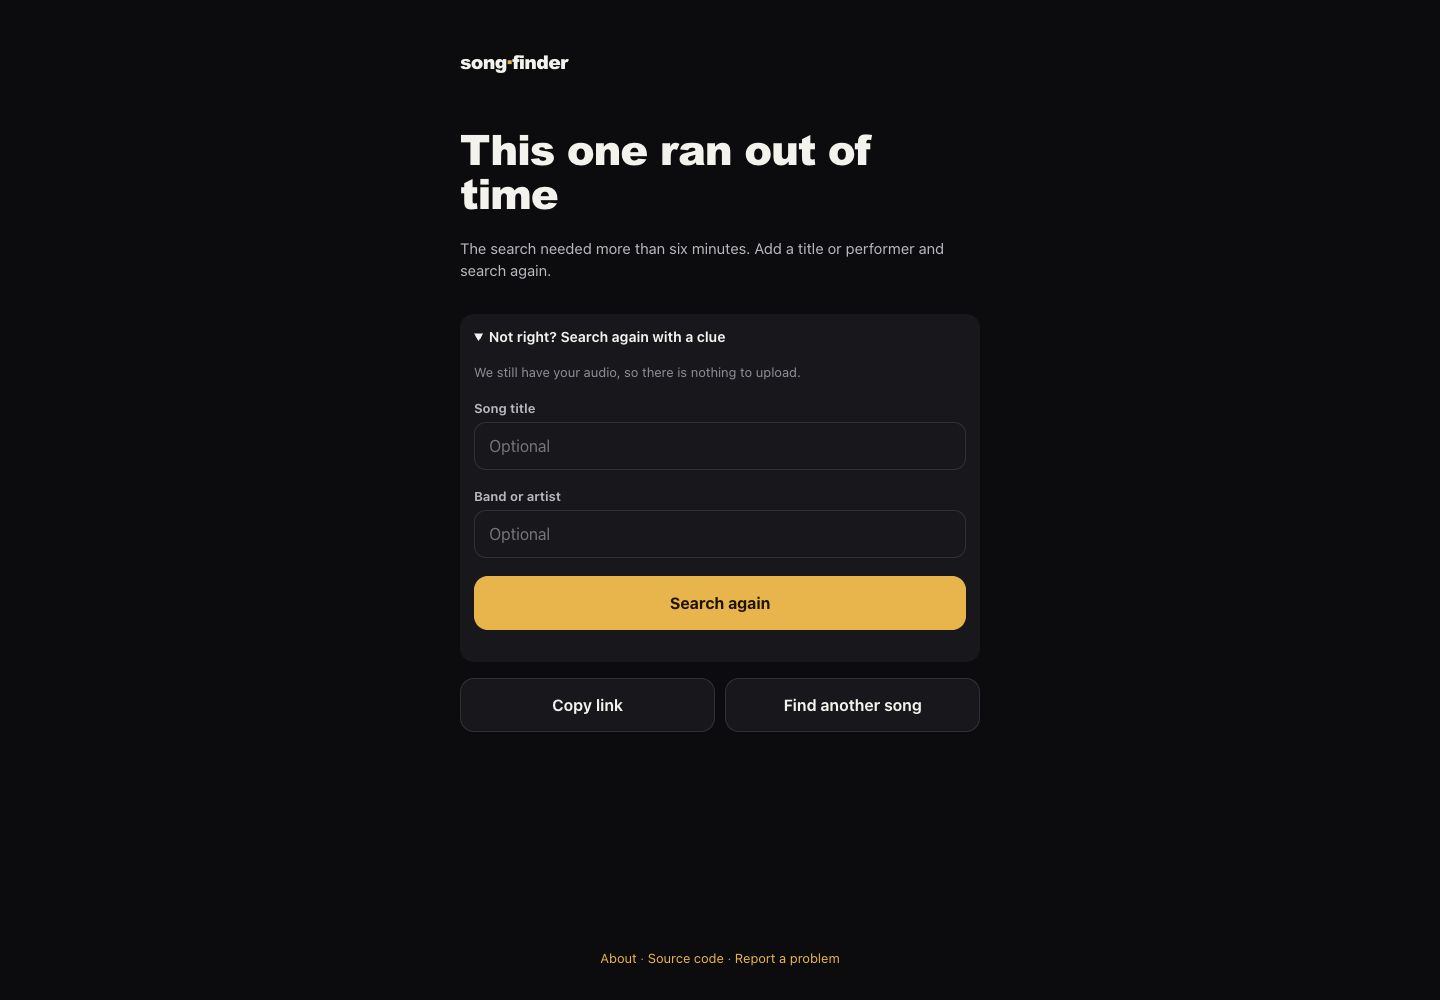 song·finder
This one ran out of
time
The search needed more than six minutes. Add a title or performer and
search again.
▼ Not right? Search again with a clue
We still have your audio, so there is nothing to upload.
Song title
Optional
Band or artist
Optional
Search again
Copy link
Find another song
About · Source code · Report a problem